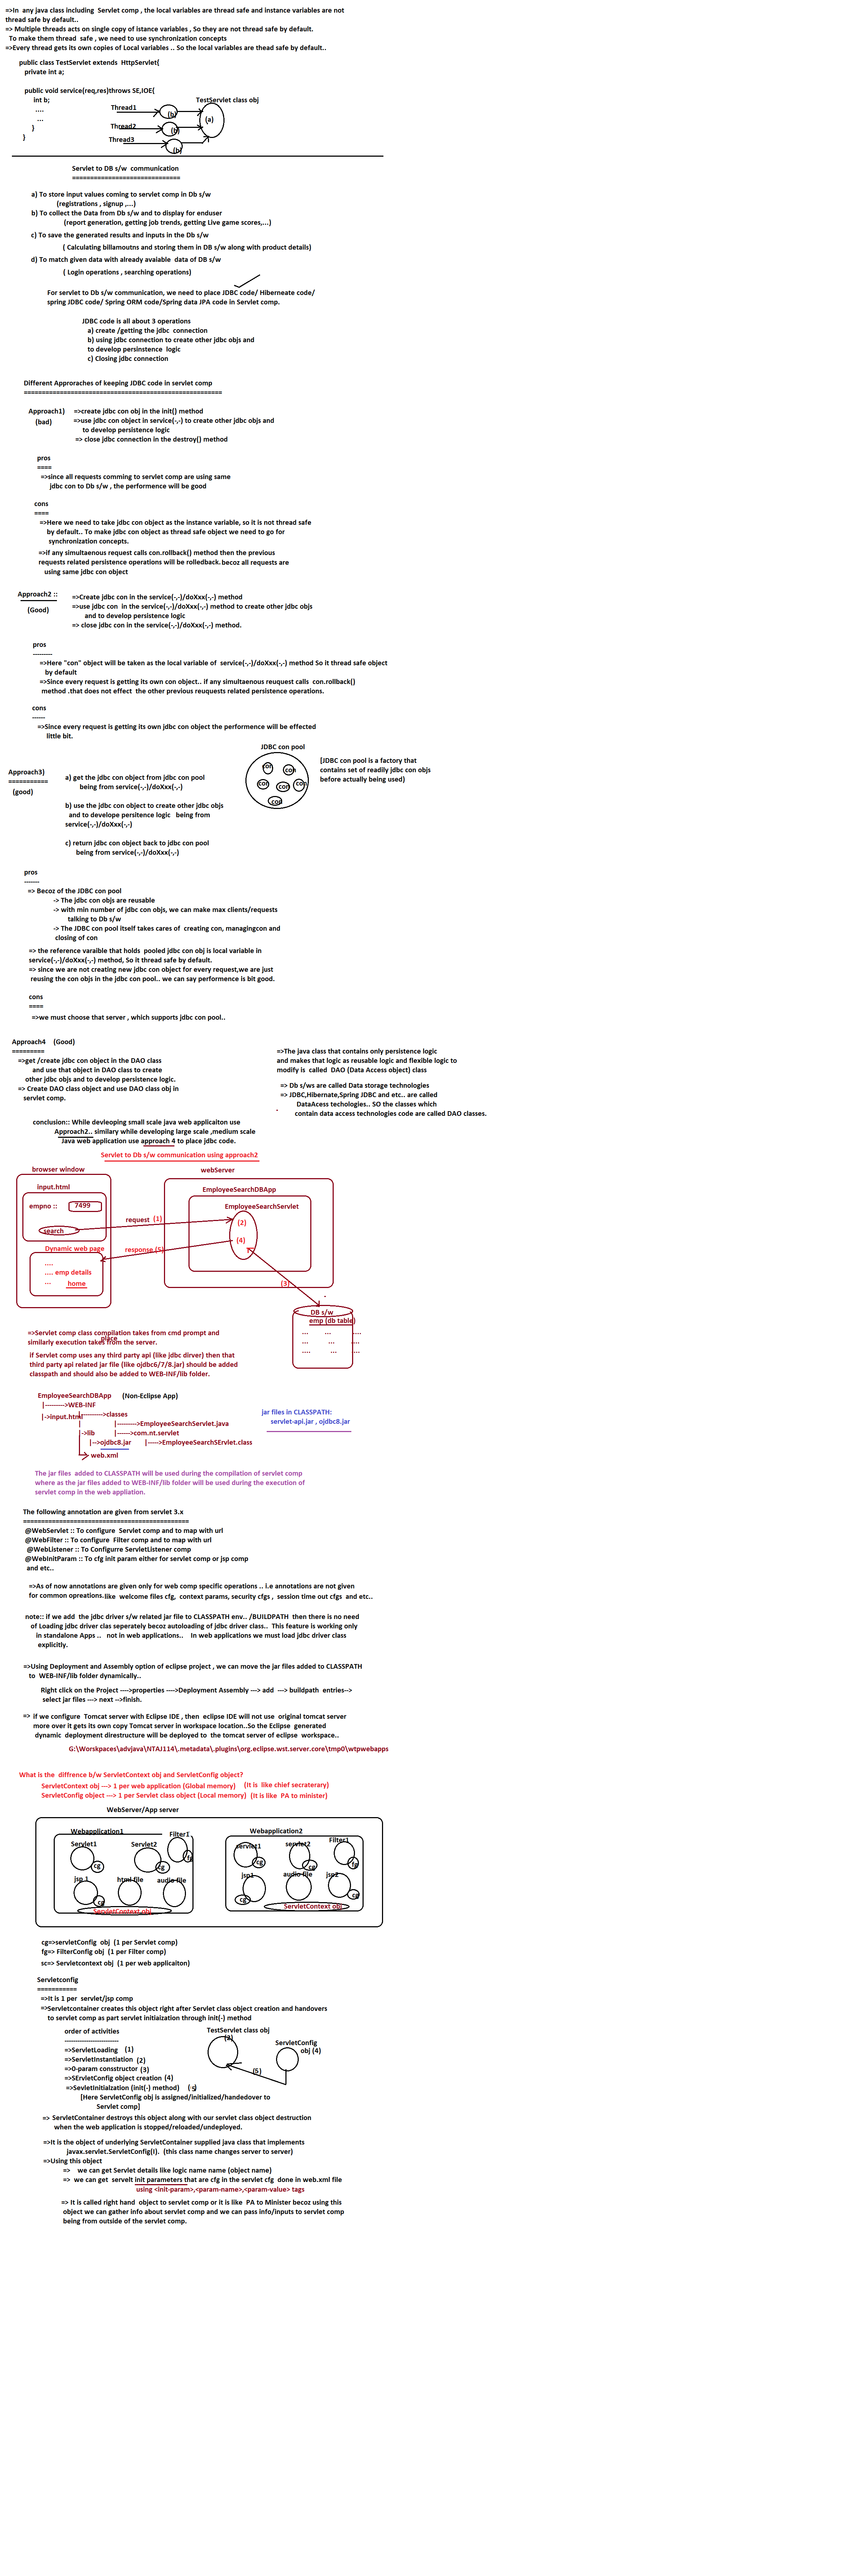 =>In  any java class including  Servlet comp , the local variables are thread safe and instance variables are not
thread safe by default..
=> Multiple threads acts on single copy of istance variables , So they are not thread safe by default.
To make them thread  safe , we need to use synchronization concepts
=>Every thread gets its own copies of Local variables .. So the local variables are thead safe by default..
public class TestServlet extends  HttpServlet{
private int a;
public void service(req,res)throws SE,IOE{
int b;
....
...
}
}
TestServlet class obj
Thread1
(b)
(a)
Thread2
(b)
Thread3
(b)
Servlet to DB s/w  communication
==============================
a) To store input values coming to servlet comp in Db s/w
(registrations , signup ,...)
b) To collect the Data from Db s/w and to display for enduser
(report generation, getting job trends, getting Live game scores,...)
c) To save the generated results and inputs in the Db s/w
( Calculating billamoutns and storing them in DB s/w along with product details)
d) To match given data with already avaiable  data of DB s/w
( Login operations , searching operations)
For servlet to Db s/w communication, we need to place JDBC code/ Hiberneate code/
spring JDBC code/ Spring ORM code/Spring data JPA code in Servlet comp.
JDBC code is all about 3 operations
a) create /getting the jdbc  connection
b) using jdbc connection to create other jdbc objs and
to develop persinstence  logic
c) Closing jdbc connection
Different Approraches of keeping JDBC code in servlet comp
=======================================================
Approach1)
(bad)
=>create jdbc con obj in the init() method
=>use jdbc con object in service(-,-) to create other jdbc objs and
to develop persistence logic
=> close jdbc connection in the destroy() method
pros
====
=>since all requests comming to servlet comp are using same
jdbc con to Db s/w , the performence will be good
cons
====
=>Here we need to take jdbc con object as the instance variable, so it is not thread safe
by default.. To make jdbc con object as thread safe object we need to go for
synchronization concepts.
=>if any simultaenous request calls con.rollback() method then the previous
requests related persistence operations will be rolledback. becoz all requests are
using same jdbc con object
Approach2 ::
(Good)
=>Create jdbc con in the service(-,-)/doXxx(-,-) method
=>use jdbc con  in the service(-,-)/doXxx(-,-) method to create other jdbc objs
and to develop persistence logic
=> close jdbc con in the service(-,-)/doXxx(-,-) method.
pros
---------
=>Here "con" object will be taken as the local variable of  service(-,-)/doXxx(-,-) method So it thread safe object
by default
=>Since every request is getting its own con object.. if any simultaenous reuquest calls  con.rollback()
method .that does not effect  the other previous reuquests related persistence operations.
cons
------
=>Since every request is getting its own jdbc con object the performence will be effected
little bit.
JDBC con pool
con
con
con
con
con
con
[JDBC con pool is a factory that
contains set of readily jdbc con objs
before actually being used}
Approach3)
===========
(good)
a) get the jdbc con object from jdbc con pool
being from service(-,-)/doXxx(-,-)
b) use the jdbc con object to create other jdbc objs
and to develope persitence logic   being from
service(-,-)/doXxx(-,-)
c) return jdbc con object back to jdbc con pool
being from service(-,-)/doXxx(-,-)
pros
-------
=> Becoz of the JDBC con pool
-> The jdbc con objs are reusable
-> with min number of jdbc con objs, we can make max clients/requests
talking to Db s/w
-> The JDBC con pool itself takes cares of  creating con, managingcon and
closing of con
=> the reference varaible that holds  pooled jdbc con obj is local variable in
service(-,-)/doXxx(-,-) method, So it thread safe by default.
=> since we are not creating new jdbc con object for every request,we are just
reusing the con objs in the jdbc con pool.. we can say performence is bit good.
cons
====
=>we must choose that server , which supports jdbc con pool..
Approach4    (Good)
=========
=>get /create jdbc con object in the DAO class
and use that object in DAO class to create
other jdbc objs and to develop persistence logic.
=> Create DAO class object and use DAO class obj in
servlet comp.
=>The java class that contains only persistence logic
and makes that logic as reusable logic and flexible logic to
modify is  called  DAO (Data Access object) class
=> Db s/ws are called Data storage technologies
=> JDBC,Hibernate,Spring JDBC and etc.. are called
DataAcess techologies.. SO the classes which
contain data access technologies code are called DAO classes.
conclusion:: While devleoping small scale java web applicaiton use
Approach2.. similary while developing large scale ,medium scale
Java web application use approach 4 to place jdbc code.
Servlet to Db s/w communication using approach2
browser window
webServer
input.html
EmployeeSearchDBApp
empno ::
7499
EmployeeSearchServlet
request  (1)
(2)
search
(4)
Dynamic web page
response (5)
....
.... emp details
...
home
(3)
DB s/w
emp (db table)
...
...
....
...
...
....
....
...
...
=>Servlet comp class compilation takes from cmd prompt and
place
similarly execution takes from the server.
if Servlet comp uses any third party api (like jdbc dirver) then that
third party api related jar file (like ojdbc6/7/8.jar) should be added
classpath and should also be added to WEB-INF/lib folder.
EmployeeSearchDBApp     (Non-Eclipse App)
|--------->WEB-INF
|->input.html
|--------->classes
|
|--------->EmployeeSearchServlet.java
|->lib
|------>com.nt.servlet
|-->ojdbc8.jar
|----->EmployeeSearchSErvlet.class
web.xml
jar files in CLASSPATH:
servlet-api.jar , ojdbc8.jar
The jar files  added to CLASSPATH will be used during the compilation of servlet comp
where as the jar files added to WEB-INF/lib folder will be used during the execution of
servlet comp in the web appliation.
The following annotation are given from servlet 3.x
==============================================
@WebServlet :: To configure  Servlet comp and to map with url
@WebFilter :: To configure  Filter comp and to map with url
@WebListener :: To Configurre ServletListener comp
@WebInitParam :: To cfg init param either for servlet comp or jsp comp
and etc..
=>As of now annotations are given only for web comp specific operations .. i.e annotations are not given
for common opreations.like  welcome files cfg,  context params, security cfgs ,  session time out cfgs  and etc..
note:: if we add  the jdbc driver s/w related jar file to CLASSPATH env.. /BUILDPATH  then there is no need
of Loading jdbc driver clas seperately becoz autoloading of jdbc driver class..  This feature is working only
in standalone Apps ..   not in web applications..    In web applications we must load jdbc driver class
explicitly.
=>Using Deployment and Assembly option of eclipse project , we can move the jar files added to CLASSPATH
to  WEB-INF/lib folder dynamically..
Right click on the Project ---->properties ---->Deployment Assembly ---> add  ---> buildpath  entries-->
select jar files ---> next -->finish.
=>  if we configure  Tomcat server with Eclipse IDE , then  eclipse IDE will not use  original tomcat server
more over it gets its own copy Tomcat server in workspace location..So the Eclipse  generated
dynamic  deployment direstructure will be deployed to  the tomcat server of eclipse  workspace..
G:\Worskpaces\advjava\NTAJ114\.metadata\.plugins\org.eclipse.wst.server.core\tmp0\wtpwebapps
What is the  diffrence b/w ServletContext obj and ServletConfig object?
ServletContext obj ---> 1 per web application (Global memory)    (It is  like chief secraterary)
ServletConfig object ---> 1 per Servlet class object (Local memory)  (It is like  PA to minister)
WebServer/App server
Webapplication1
Filter1
Servlet1
Servlet2
cg
cg
fg
jsp 1
html file
audio file
cg
ServletContext obj
Webapplication2
servlet1
servlet2
Filter1
cg
cg
fg
jsp1
audio file
jsp2
cg
cg
ServletContext obj
cg=>servletConfig  obj  (1 per Servlet comp)
fg=> FilterConfig obj  (1 per Filter comp)
sc=> Servletcontext obj  (1 per web applicaiton)
Servletconfig
===========
=>It is 1 per  servlet/jsp comp
=>Servletcontainer creates this object right after Servlet class object creation and handovers
to servlet comp as part servlet initialzation through init(-) method
order of activities
-------------------------
=>ServletLoading    (1)
=>ServletInstantiation  (2)
=>0-param consstructor  (3)
=>SErvletConfig object creation (4)
=>SevletInitialzation (init(-) method)    (5)
[Here ServletConfig obj is assigned/initialized/handedover to
Servlet comp]
TestServlet class obj
(2)
ServletConfig
obj (4)
(5)
=>  ServletContainer destroys this object along with our servlet class object destruction
when the web application is stopped/reloaded/undeployed.
=>It is the object of underlying ServletContainer supplied java class that implements
javax.servlet.ServletConfig(I).  (this class name changes server to server)
=>Using this object
=>    we can get Servlet details like logic name name (object name)
=>  we can get  servelt init parameters that are cfg in the servlet cfg  done in web.xml file
using <init-param>,<param-name>,<param-value> tags
=> It is called right hand  object to servlet comp or it is like  PA to Minister becoz using this
object we can gather info about servlet comp and we can pass info/inputs to servlet comp
being from outside of the servlet comp.